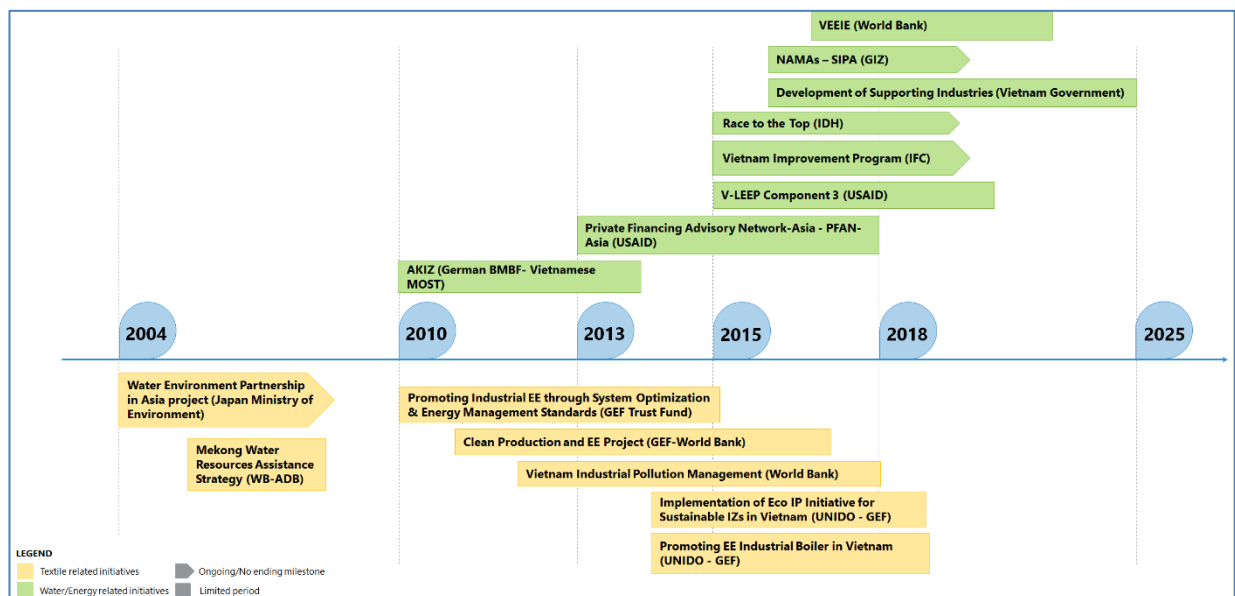 VEEIE (World Bank)
NAMAs – SIPA (GIZ)
Development of Supporting Industries (Vietnam Government)
Race to the Top (IDH)
Vietnam Improvement Program (IFC)
V-LEEP Component 3 (USAID)
Private Financing Advisory Network-Asia - PFAN-
Asia (USAID)
AKIZ (German BMBF- Vietnamese
MOST)
2004
2010
2013
2015
2018
2025
Water Environment Partnership
in Asia project (Japan Ministry of
Environment)
Mekong Water
Resources Assistance
Strategy (WB-ADB)
Promoting Industrial EE through System Optimization
& Energy Management Standards (GEF Trust Fund)
Clean Production and EE Project (GEF-World Bank)
Vietnam Industrial Pollution Management (World Bank)
Implementation of Eco IP Initiative for
Sustainable IZs in Vietnam (UNIDO - GEF)
Promoting EE Industrial Boiler in Vietnam
(UNIDO - GEF)
LEGEND
Textile related initiatives
Ongoing/No ending milestone
Water/Energy related initiatives
Limited period